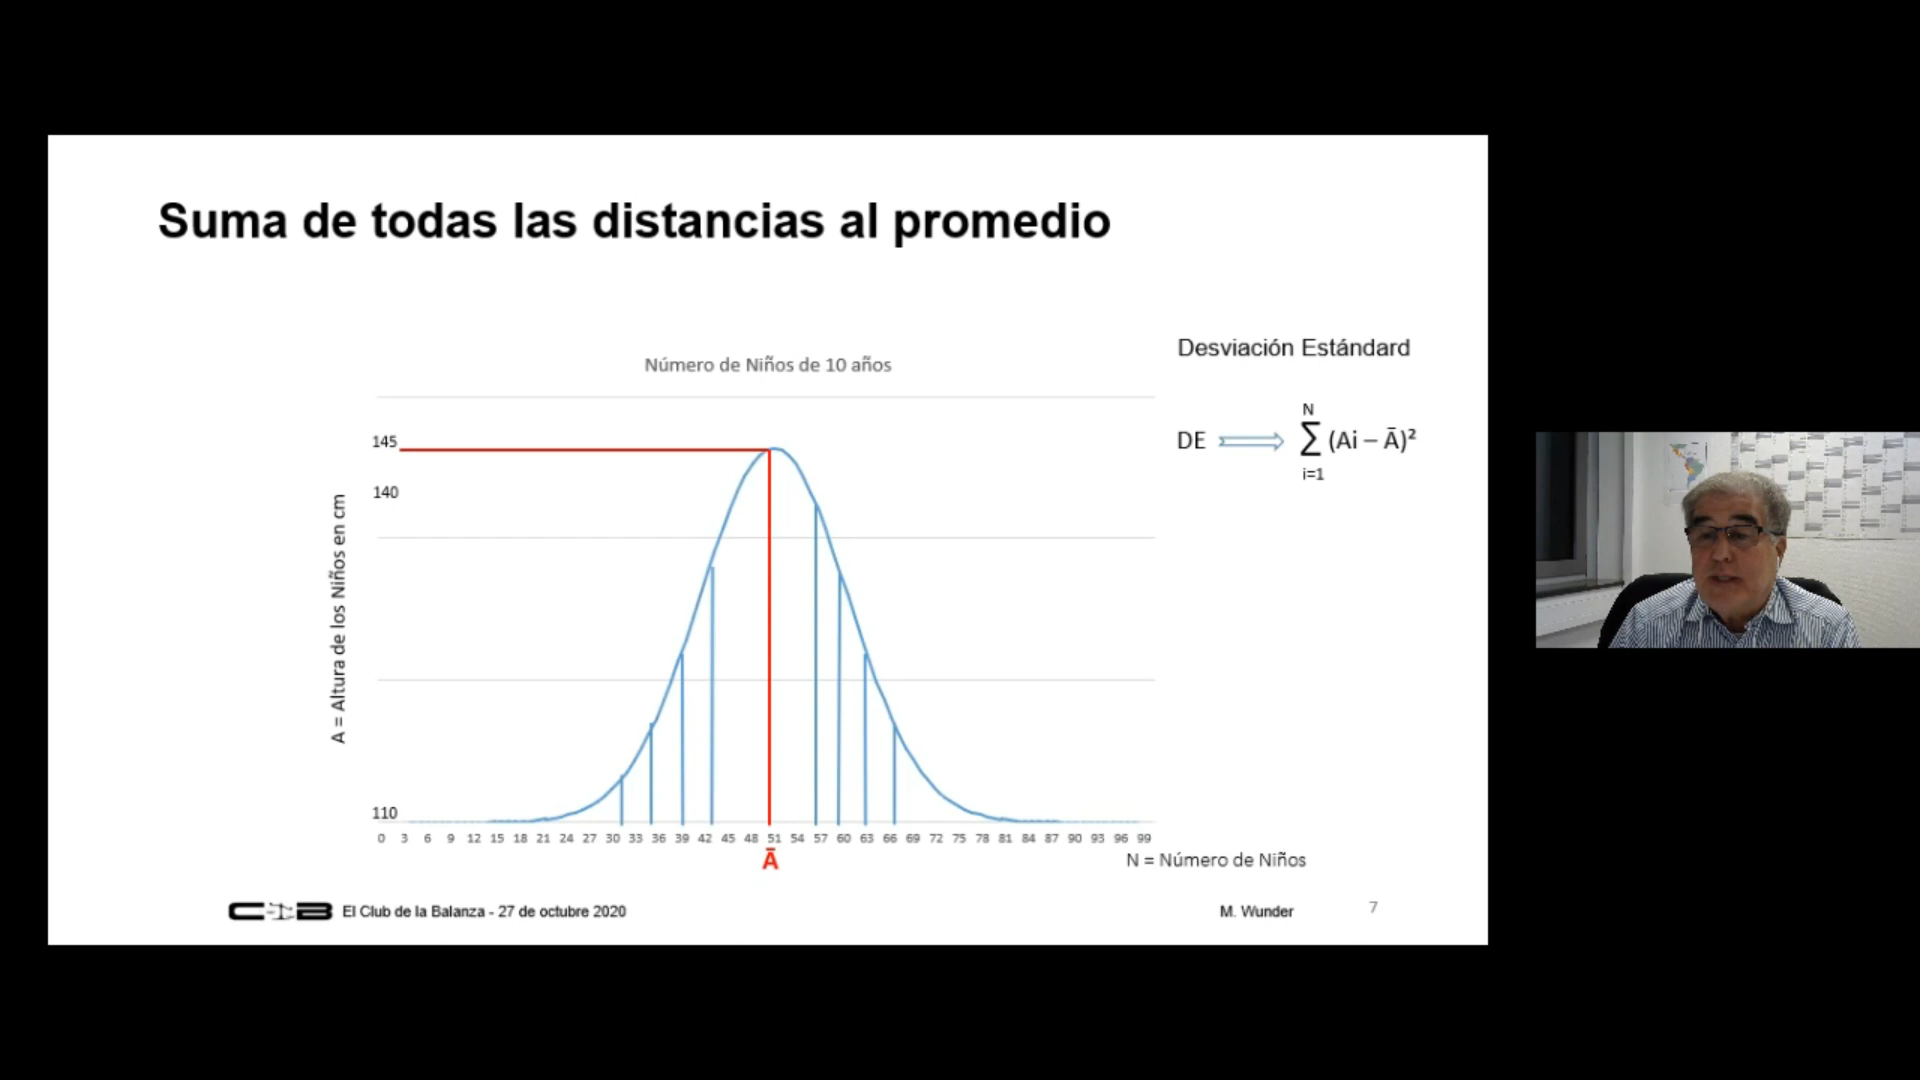 Suma de todas las distancias al promedio
Número de Niños de 10 años
Desviación Estándard
DE
N
∑ (Ai – Ā)²
i=1
145
140
110
A = Altura de los Niños en cm
0 3 6 9 12 15 18 21 24 27 30 33 36 39 42 45 48 51 54 57 60 63 66 69 72 75 78 81 84 87 90 93 96 99
Ā
N = Número de Niños
CB El Club de la Balanza - 27 de octubre 2020
M. Wunder
7